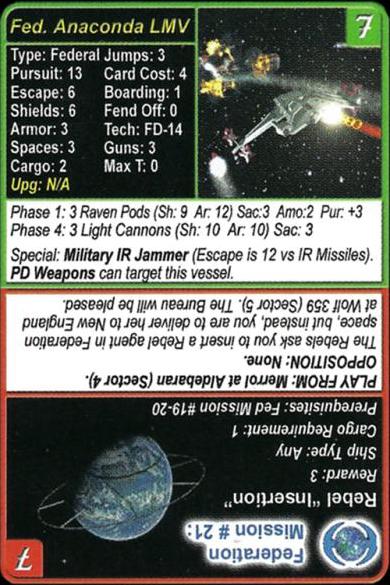 Fed. Anaconda LMV
7
Type: Federal Jumps: 3
Pursuit: 13 Card Cost: 4
Escape: 6 Boarding: 1
Shields: 6 Fend Off: 0
Armor: 3 Tech: FD-14
Spaces: 3 Guns: 3
Cargo: 2 Max T: 0
Upg: N/A
Phase 1: 3 Raven Pods (Sh: 9 Ar: 12) Sac:3 Amo:2 Pur: +3
Phase 4: 3 Light Cannons (Sh: 10 Ar: 10) Sac: 3
Special: Military IR Jammer (Escape is 12 vs IR Missiles).
PD Weapons can target this vessel.
7
Federation
Mission # 21:
Rebel "Insertion"
Reward: 3
Ship Type: Any
Cargo Requirement: 1
Prerequisites: Fed Mission #19-20
PLAY FROM: Merrol at Aldebaran (Sector 4).
OPPOSITION: None.
The Rebels ask you to insert a Rebel agent in Federation
space, but instead, you are to deliver her to New England
at Wolf 359 (Sector 5). The Bureau will be pleased.